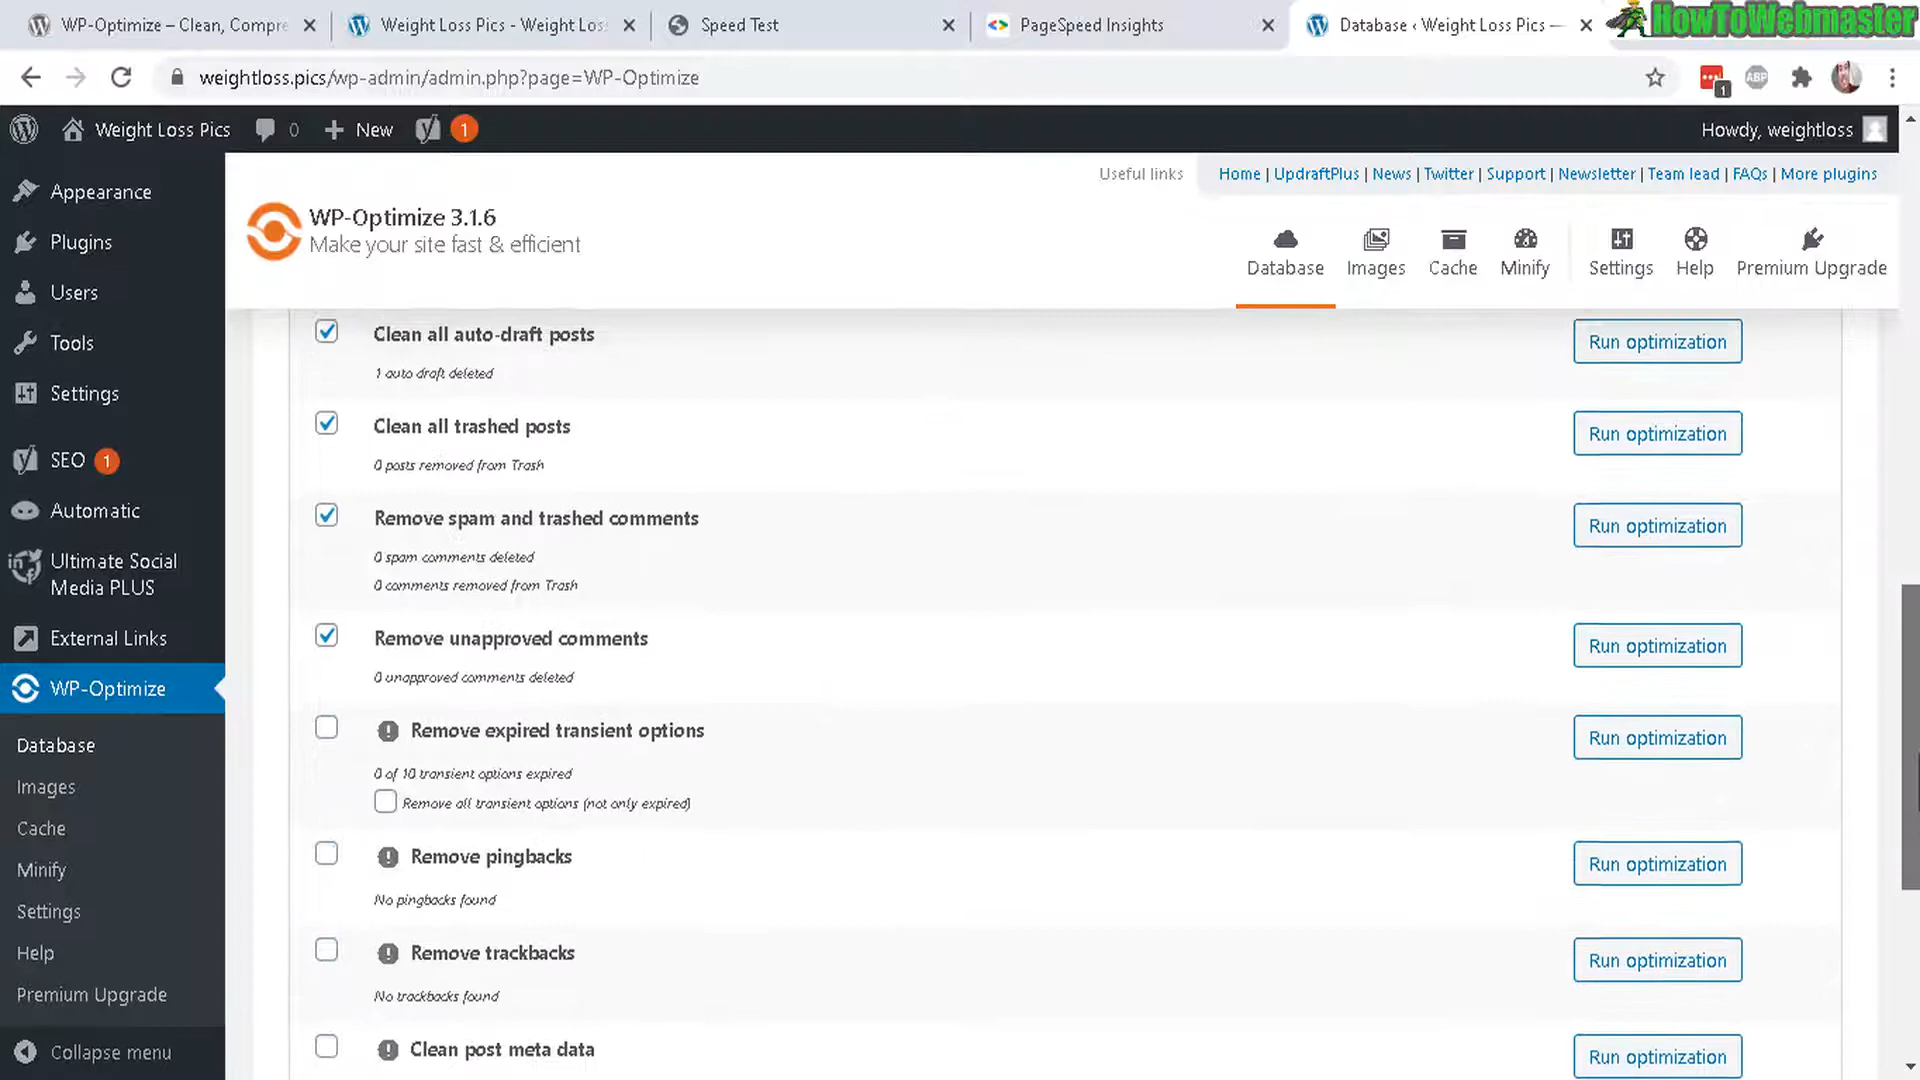 WP-Optimize – Clean, Compre
Weight Loss Pics - Weight Los
Speed Test
PageSpeed Insights
Database ‹ Weight Loss Pics —
HowToWebmaster
weightloss.pics/wp-admin/admin.php?page=WP-Optimize
ABP
1
Weight Loss Pics
0
New
1
Howdy, weightloss
Useful links
Home | UpdraftPlus | News | Twitter | Support | Newsletter | Team lead | FAQs | More plugins
WP-Optimize 3.1.6
Make your site fast & efficient
Database
Images
Cache
Minify
Settings
Help
Premium Upgrade
Appearance
Plugins
Users
Tools
Settings
SEO 1
Automatic
Ultimate Social
Media PLUS
External Links
WP-Optimize
Database
Images
Cache
Minify
Settings
Help
Premium Upgrade
Collapse menu
Clean all auto-draft posts
Run optimization
1 auto draft deleted
Clean all trashed posts
Run optimization
0 posts removed from Trash
Remove spam and trashed comments
Run optimization
0 spam comments deleted
0 comments removed from Trash
Remove unapproved comments
Run optimization
0 unapproved comments deleted
Remove expired transient options
Run optimization
0 of 10 transient options expired
Remove all transient options (not only expired)
Remove pingbacks
Run optimization
No pingbacks found
Remove trackbacks
Run optimization
No trackbacks found
Clean post meta data
Run optimization